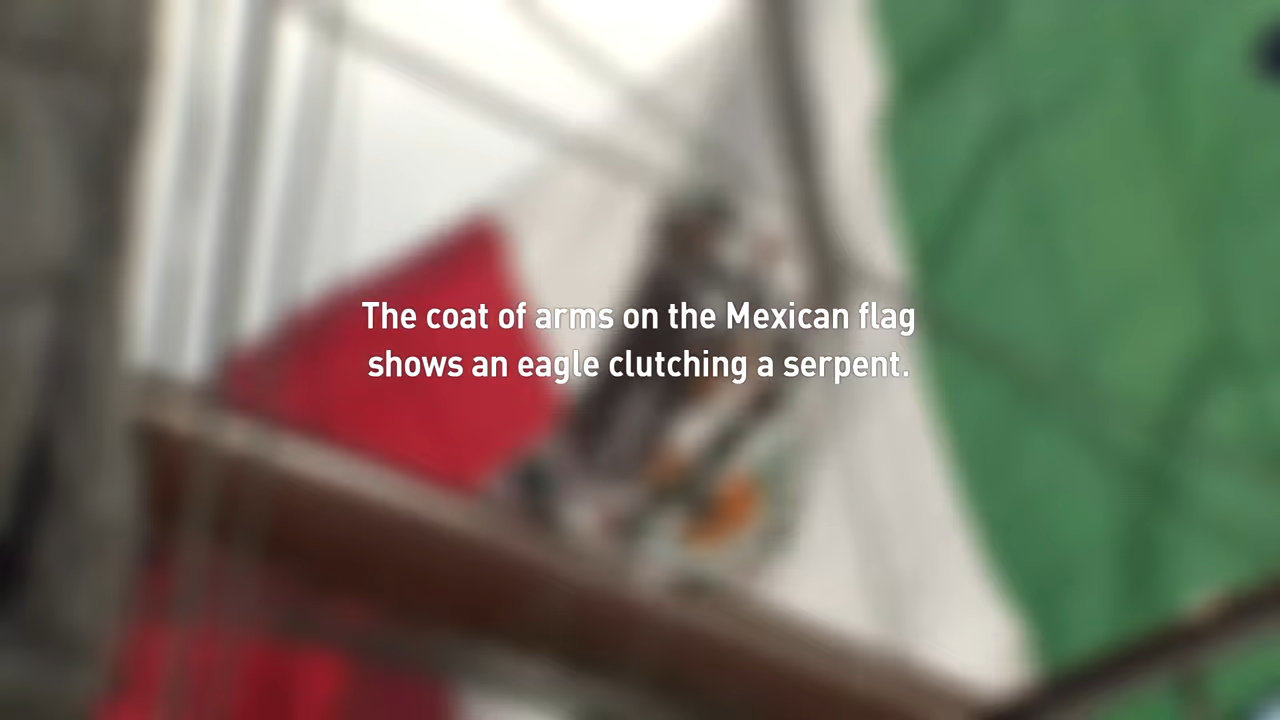 The coat of arms on the Mexican flag
shows an eagle clutching a serpent.